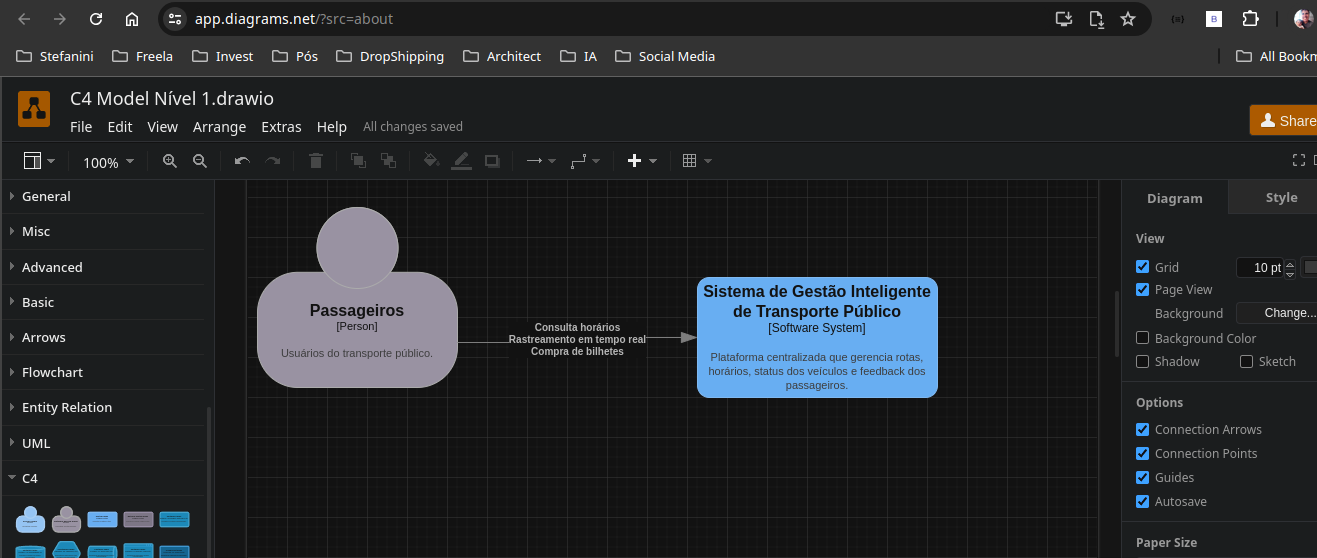 app.diagrams.net/?src=about
B
Stefanini Freela Invest Pós DropShipping Architect IA Social Media All Bookm
C4 Model Nível 1.drawio
File Edit View Arrange Extras Help All changes saved
Share
100%
General
Misc
Advanced
Basic
Arrows
Flowchart
Entity Relation
UML
C4
Passageiros
[Person]
Usuários do transporte público.
Consulta horários
Rastreamento em tempo real
Compra de bilhetes
Sistema de Gestão Inteligente
de Transporte Público
[Software System]
Plataforma centralizada que gerencia rotas,
horários, status dos veículos e feedback dos
passageiros.
Diagram Style
View
Grid 10 pt
Page View
Background Change...
Background Color
Shadow Sketch
Options
Connection Arrows
Connection Points
Guides
Autosave
Paper Size